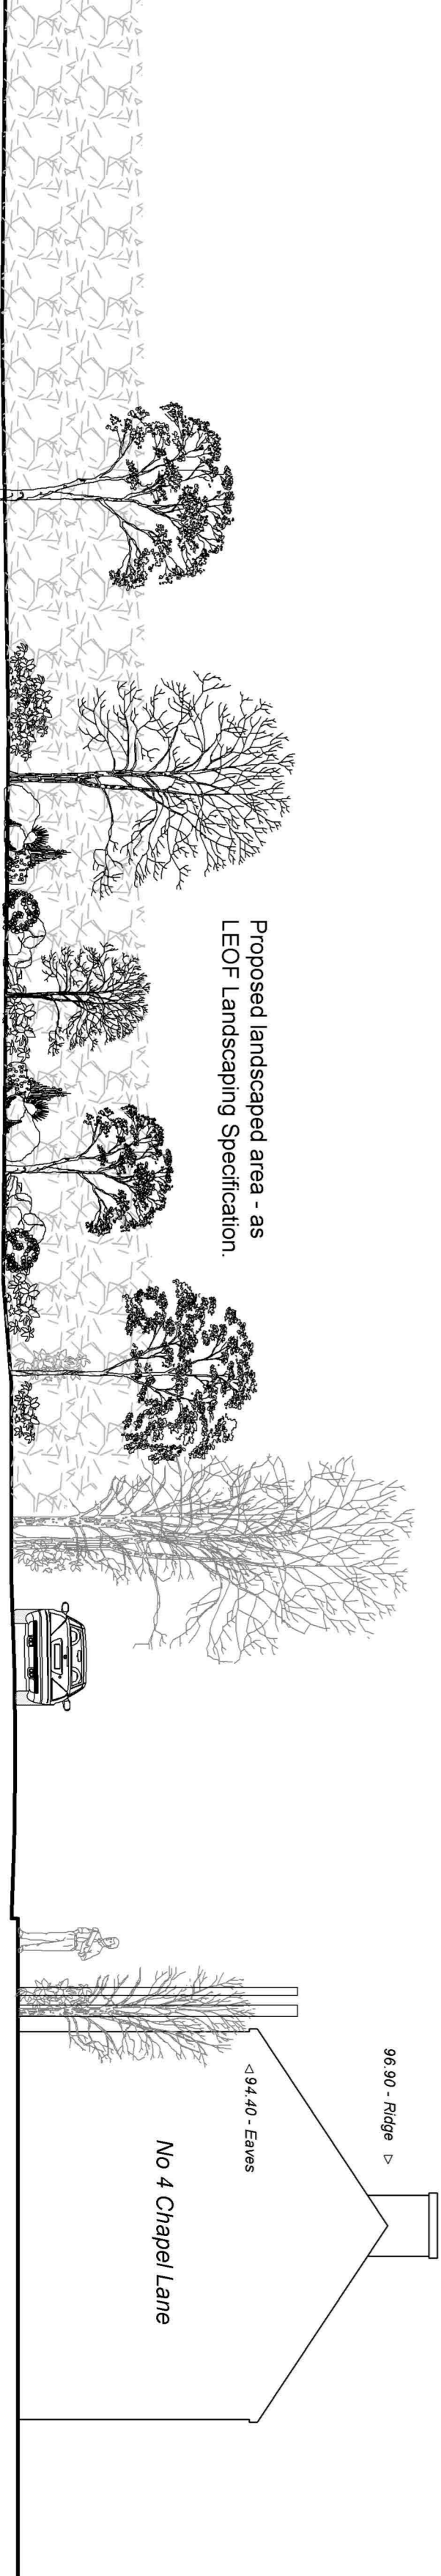 Proposed landscaped area - as
LEOF Landscaping Specification.
96.90 - Ridge
94.40 - Eaves
No 4 Chapel Lane